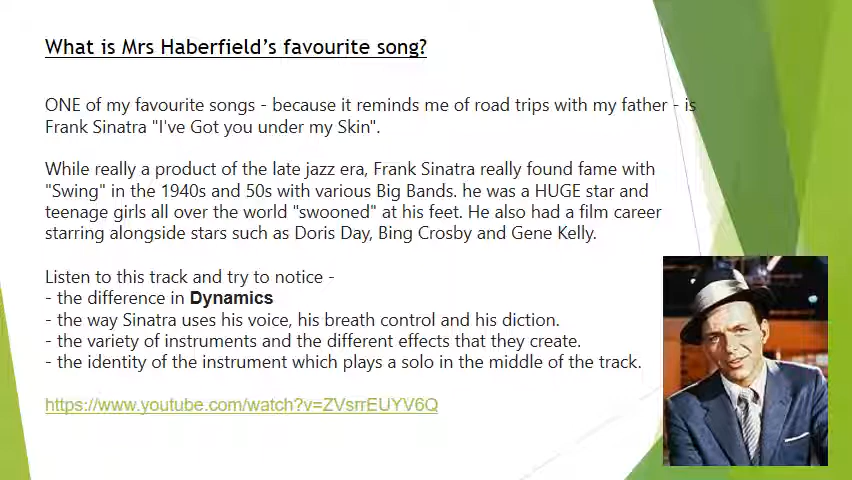 What is Mrs Haberfield's favourite song?
ONE of my favourite songs - because it reminds me of road trips with my father - is
Frank Sinatra "I've Got you under my Skin".
While really a product of the late jazz era, Frank Sinatra really found fame with
"Swing" in the 1940s and 50s with various Big Bands. he was a HUGE star and
teenage girls all over the world "swooned" at his feet. He also had a film career
starring alongside stars such as Doris Day, Bing Crosby and Gene Kelly.
Listen to this track and try to notice -
- the difference in Dynamics
- the way Sinatra uses his voice, his breath control and his diction.
- the variety of instruments and the different effects that they create.
- the identity of the instrument which plays a solo in the middle of the track.
https://www.youtube.com/watch?v=ZVsrrEUYV6Q